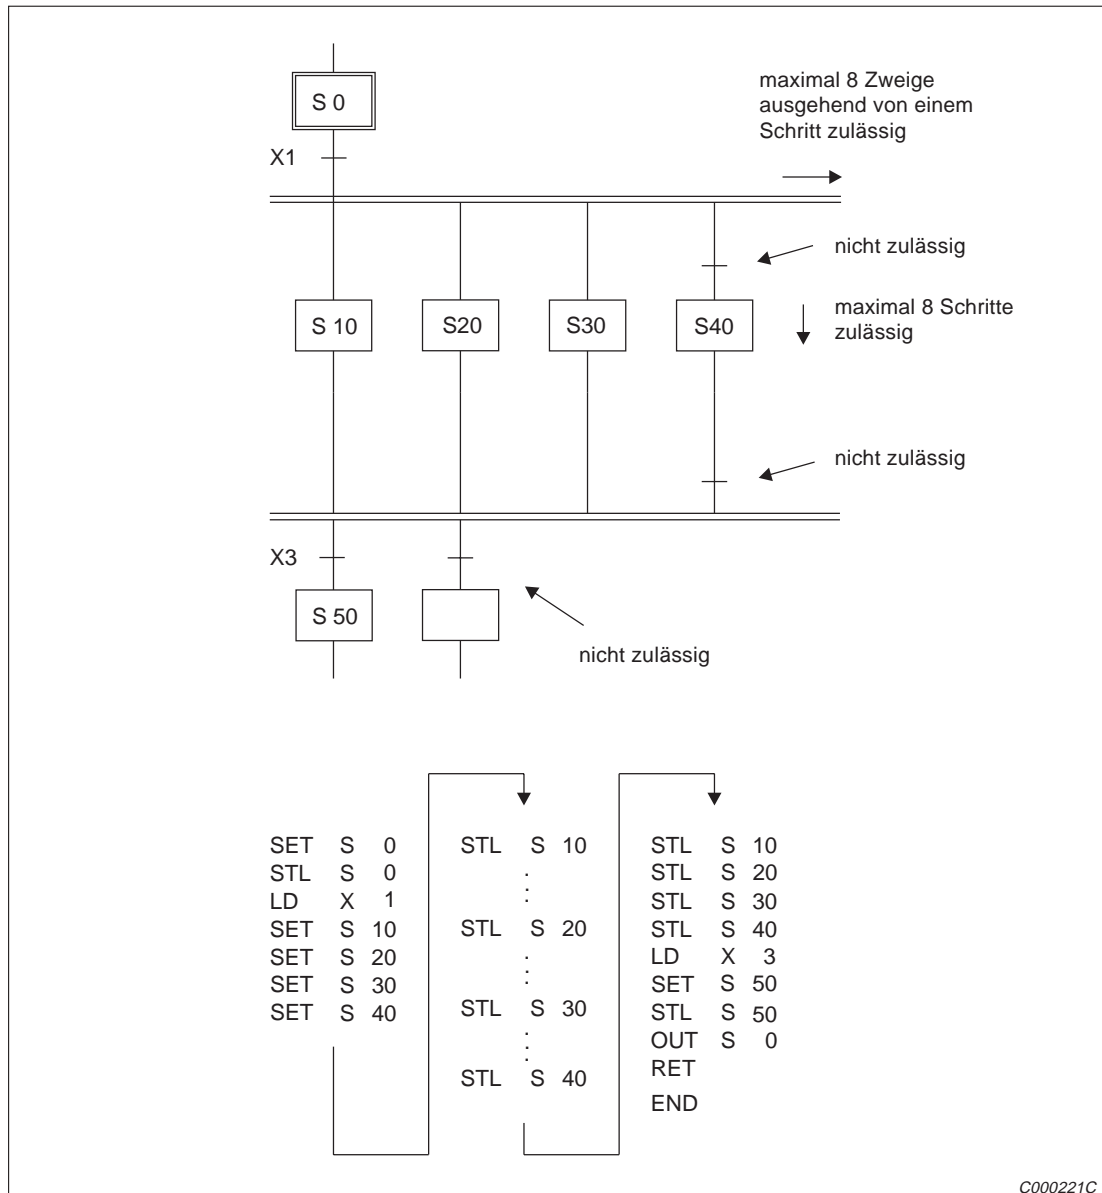 S 0
maximal 8 Zweige
ausgehend von einem
Schritt zulässig
X1
nicht zulässig
S 10
S20
S30
S40
maximal 8 Schritte
zulässig
nicht zulässig
X3
S 50
nicht zulässig
SET S 0
STL S 0
LD X 1
SET S 10
SET S 20
SET S 30
SET S 40
STL S 10
STL S 20
STL S 30
STL S 40
STL S 10
STL S 20
STL S 30
STL S 40
LD X 3
SET S 50
STL S 50
OUT S 0
RET
END
C000221C